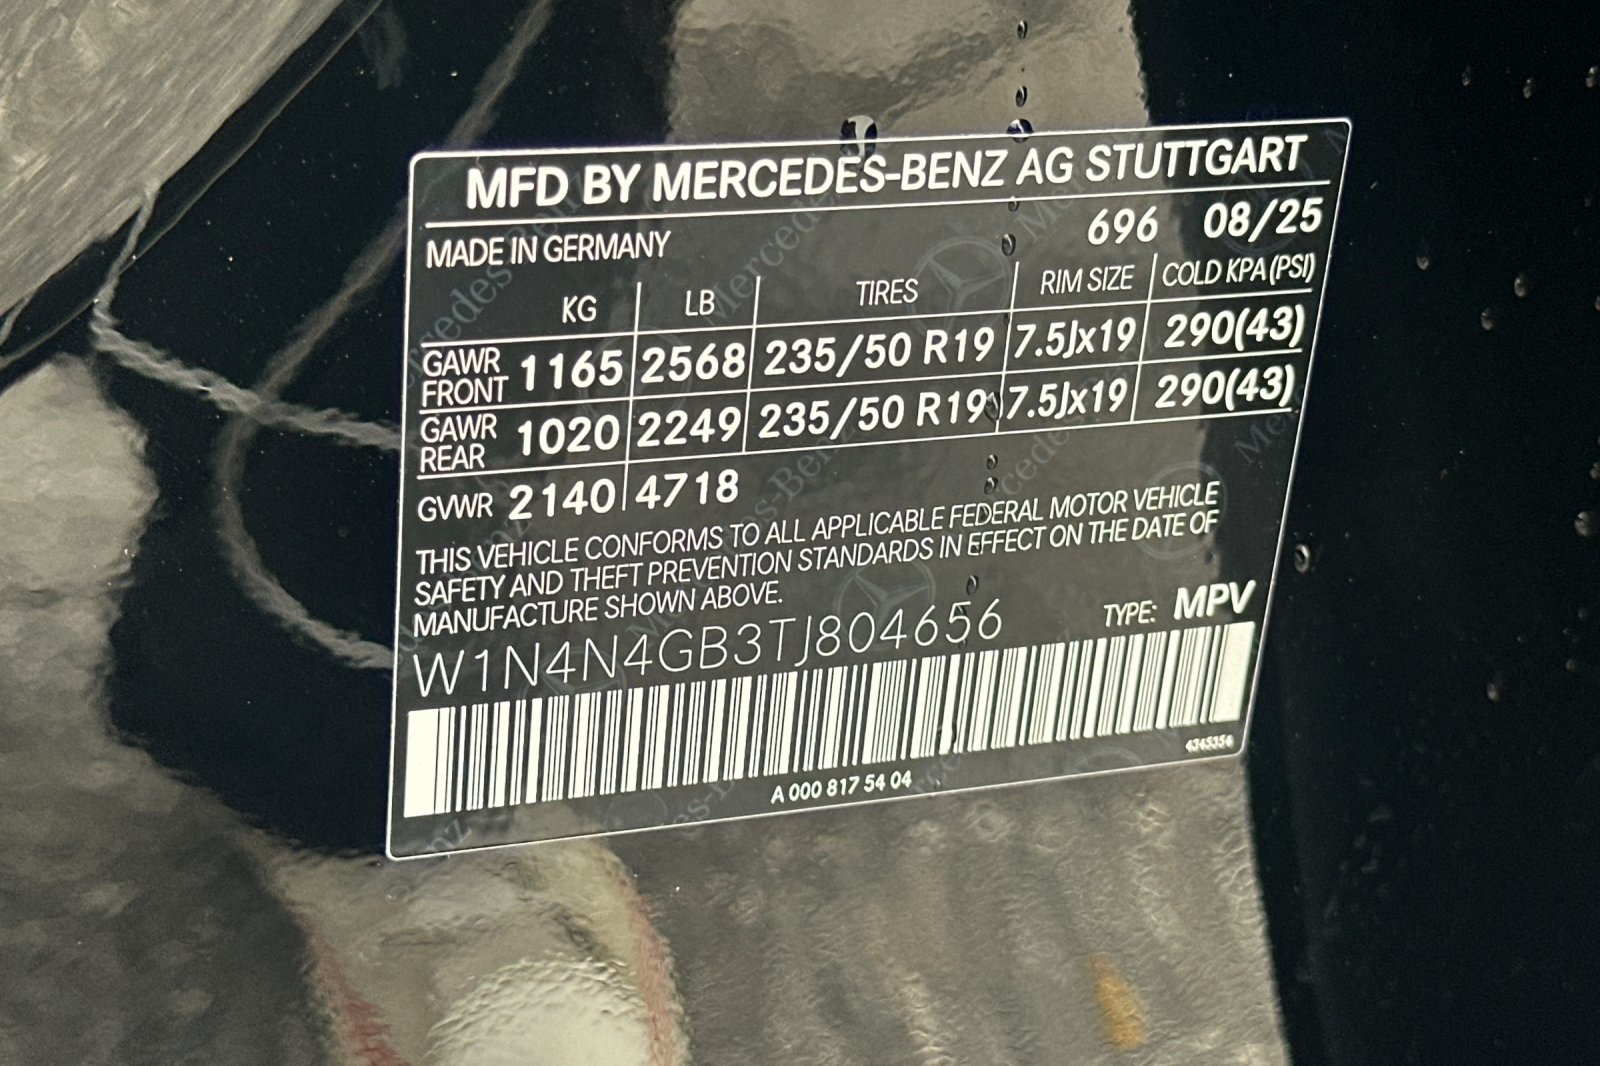 MFD BY MERCEDES-BENZ AG STUTTGART
MADE IN GERMANY 696 08/25
KG LB TIRES RIM SIZE COLD KPA (PSI)
GAWR FRONT 1165 2568 235/50 R19 7.5Jx19 290(43)
GAWR REAR 1020 2249 235/50 R19 7.5Jx19 290(43)
GVWR 2140 4718
THIS VEHICLE CONFORMS TO ALL APPLICABLE FEDERAL MOTOR VEHICLE
SAFETY AND THEFT PREVENTION STANDARDS IN EFFECT ON THE DATE OF
MANUFACTURE SHOWN ABOVE.
W1N4N4GB3TJ804656 TYPE: MPV
4345354
A 000 817 54 04